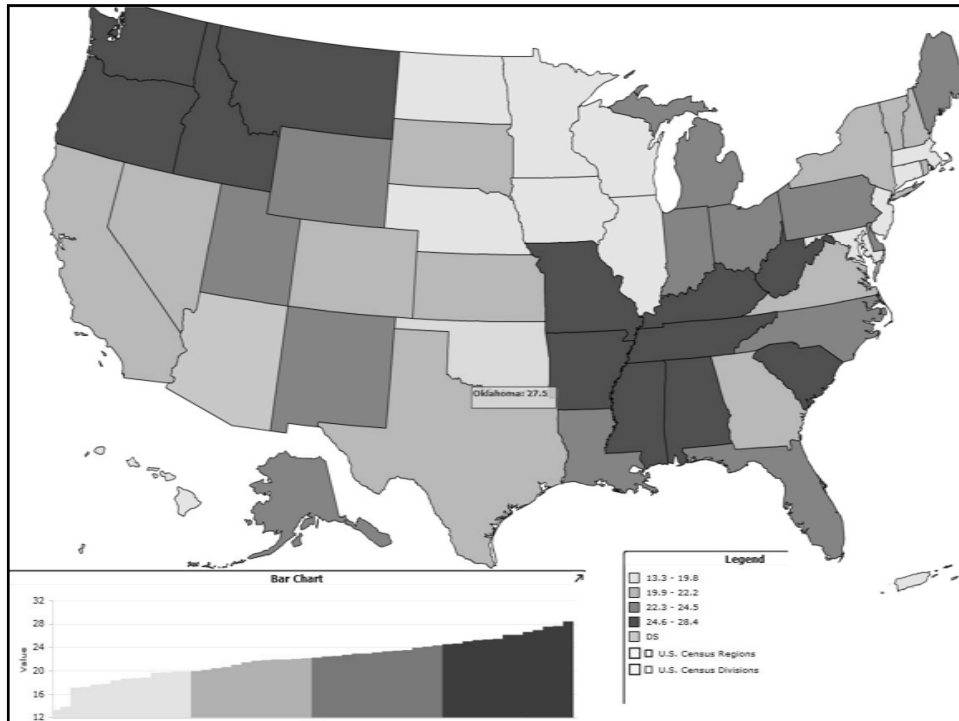 Oklahoma: 27.5
Bar Chart
32
28
24
20
16
12
Value
Legend
13.3 - 19.8
19.9 - 22.2
22.3 - 24.5
24.6 - 28.4
DS
U.S. Census Regions
U.S. Census Divisions